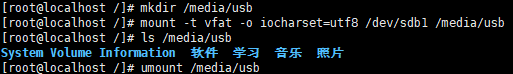 [root@localhost /]# mkdir /media/usb
[root@localhost /]# mount -t vfat -o iocharset=utf8 /dev/sdb1 /media/usb
[root@localhost /]# ls /media/usb
System Volume Information  软件  学习  音乐  照片
[root@localhost /]# umount /media/usb